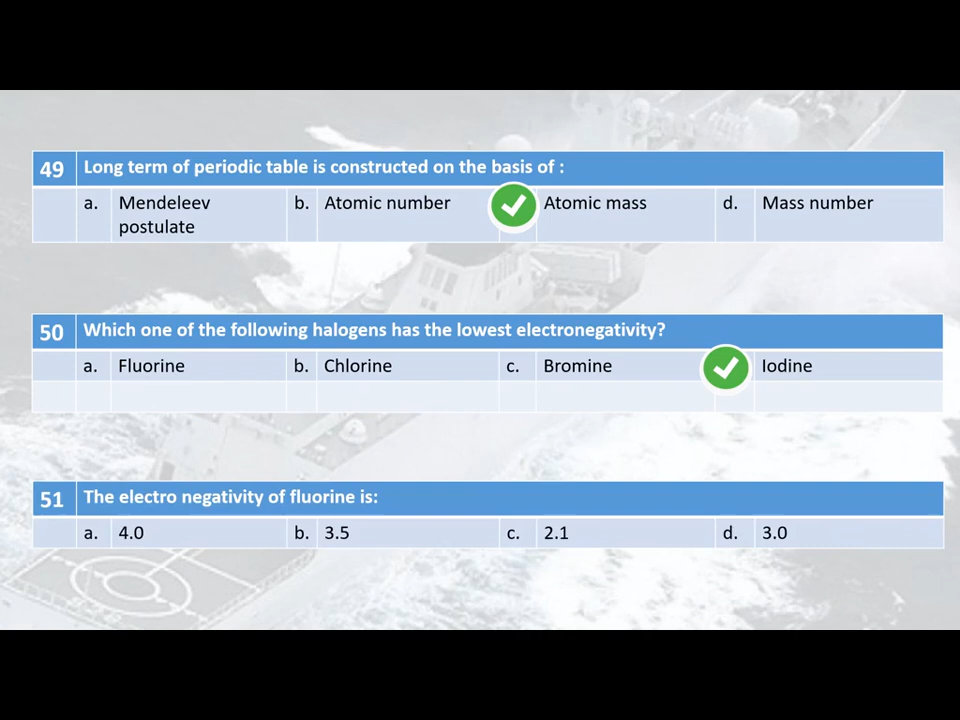 49 Long term of periodic table is constructed on the basis of :
a. Mendeleev b. Atomic number Atomic mass d. Mass number
postulate
50 Which one of the following halogens has the lowest electronegativity?
a. Fluorine b. Chlorine c. Bromine Iodine
51 The electro negativity of fluorine is:
a. 4.0 b. 3.5 c. 2.1 d. 3.0